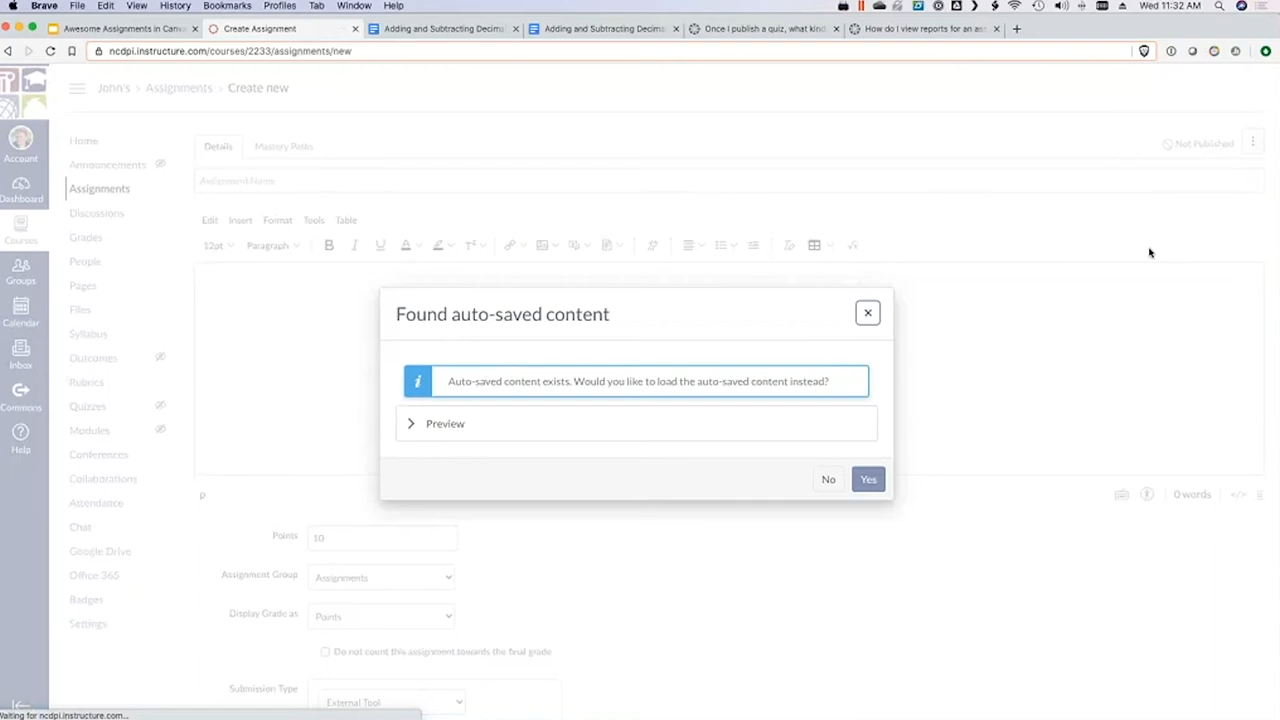 Brave File Edit View History Bookmarks Profiles Tab Window Help Wed 11:32 AM
Awesome Assignments in Canv Create Assignment Adding and Subtracting Decima Adding and Subtracting Decima Once I publish a quiz, what kind How do I view reports for an as
ncdpi.instructure.com/courses/2233/assignments/new
John's > Assignments > Create new
Account
Dashboard
Courses
Groups
Calendar
Inbox
Commons
Help
Home
Announcements
Assignments
Discussions
Grades
People
Pages
Files
Syllabus
Outcomes
Rubrics
Quizzes
Modules
Conferences
Collaborations
Attendance
Chat
Google Drive
Office 365
Badges
Settings
Details Mastery Paths Not Published
Assignment Name
Edit Insert Format Tools Table
12pt Paragraph B I U A T²
Found auto-saved content
Auto-saved content exists. Would you like to load the auto-saved content instead?
Preview
No Yes
P 0 words </>
Points 10
Assignment Group Assignments
Display Grade as Points
Do not count this assignment towards the final grade
Submission Type External Tool
Waiting for ncdpi.instructure.com...